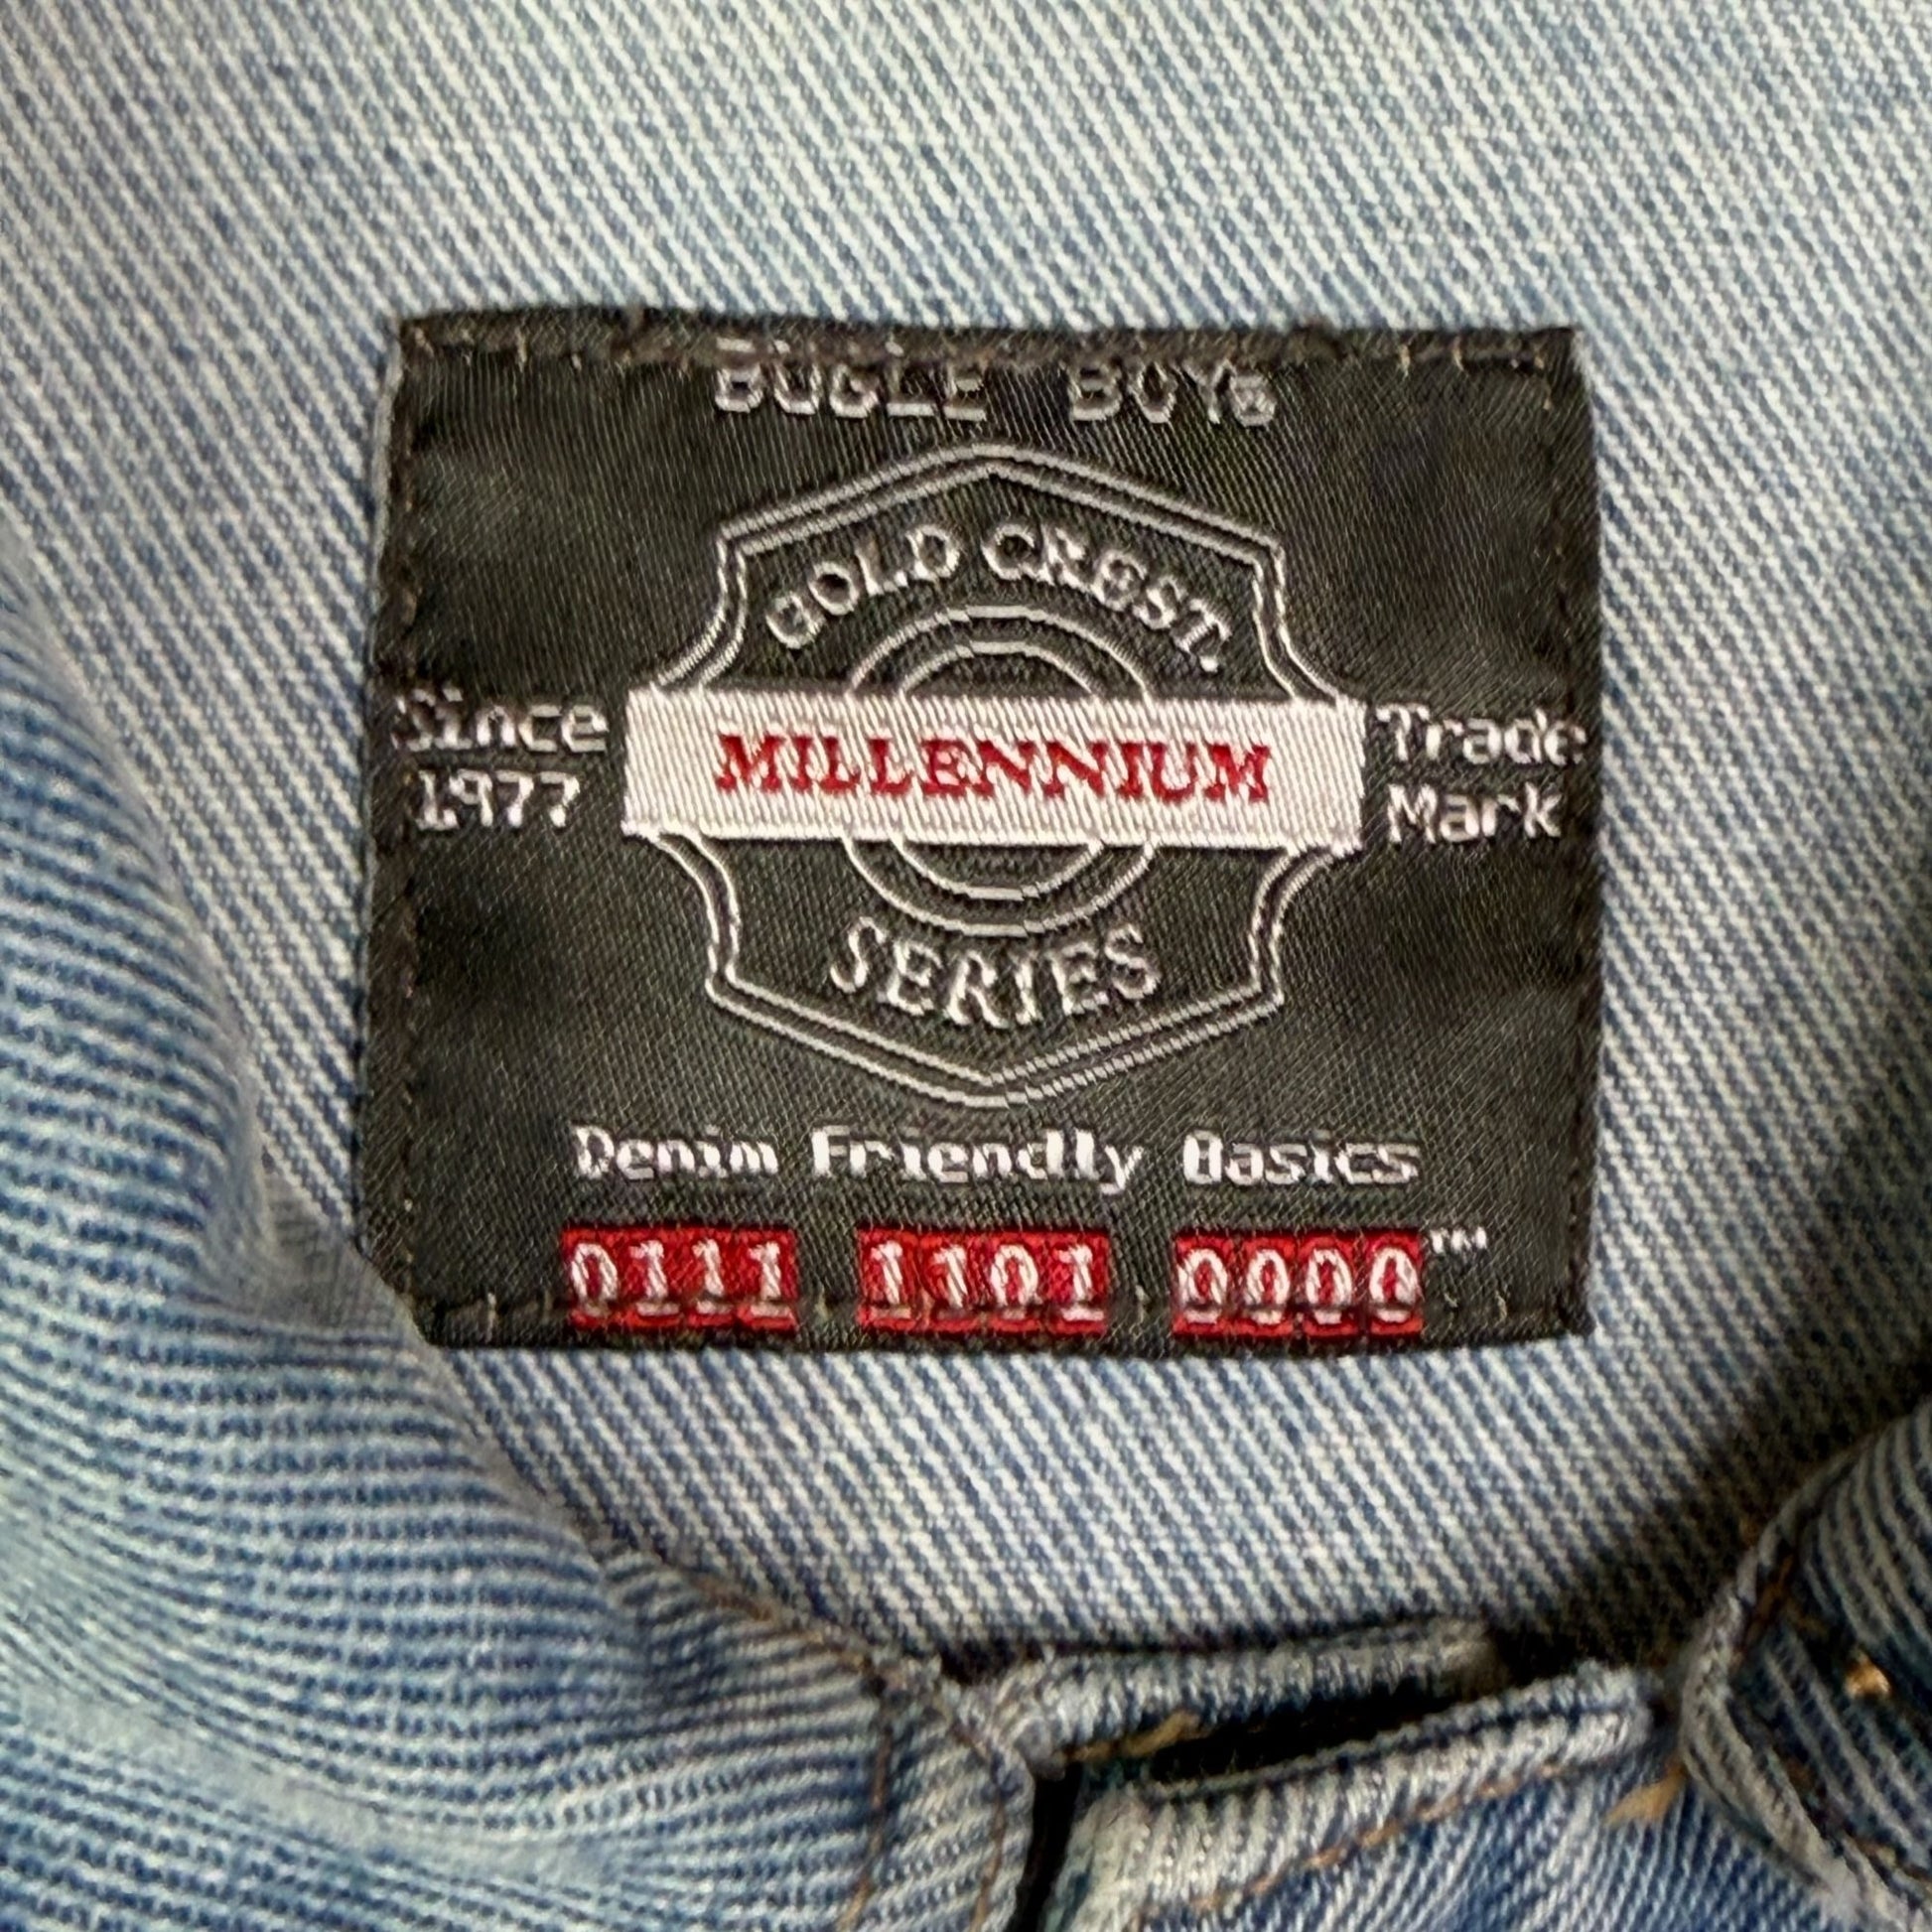 BUGLE BOY®
GOLD CREST.
Since
1977
MILLENNIUM
Trade
Mark
SERIES
Denim Friendly Basics
0111 1101 0000™